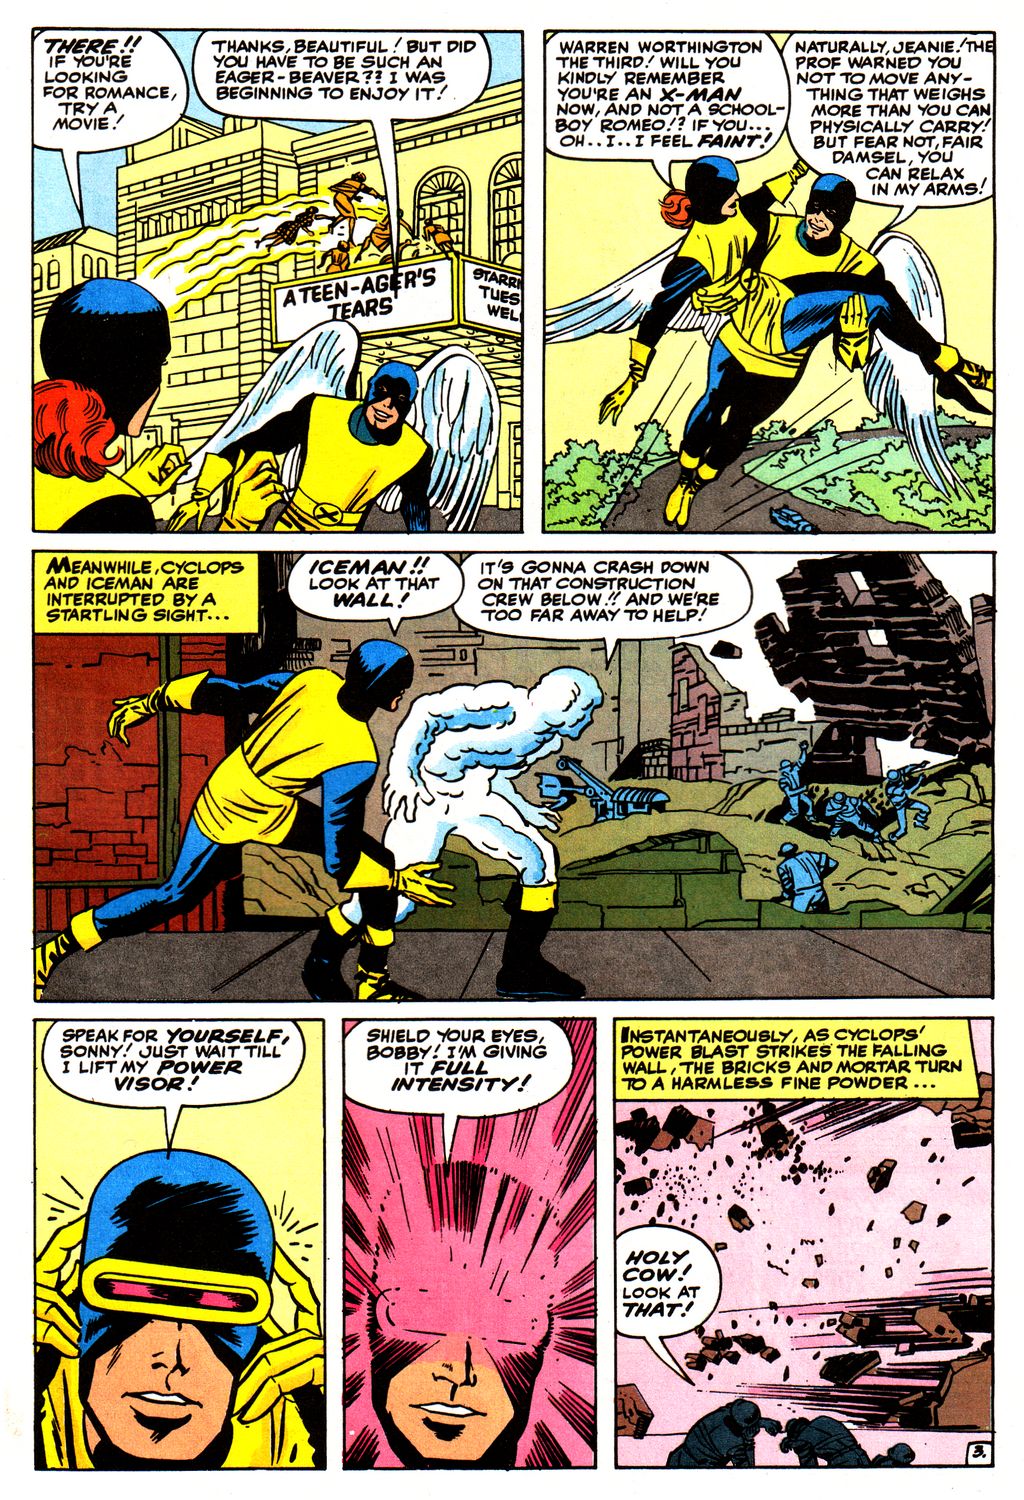 THERE!!
IF YOU'RE
LOOKING
FOR ROMANCE,
TRY A
MOVIE!
THANKS, BEAUTIFUL! BUT DID
YOU HAVE TO BE SUCH AN
EAGER-BEAVER?? I WAS
BEGINNING TO ENJOY IT!
A TEEN-AGER'S
TEARS
STARR
TUES
WEL
X
WARREN WORTHINGTON
THE THIRD! WILL YOU
KINDLY REMEMBER
YOU'RE AN X-MAN
NOW, AND NOT A SCHOOL-
BOY ROMEO!? IF YOU...
OH..I..I FEEL FAINT!
NATURALLY, JEANIE! THE
PROF WARNED YOU
NOT TO MOVE ANY-
THING THAT WEIGHS
MORE THAN YOU CAN
PHYSICALLY CARRY!
BUT FEAR NOT, FAIR
DAMSEL, YOU
CAN RELAX
IN MY ARMS!
MEANWHILE, CYCLOPS
AND ICEMAN ARE
INTERRUPTED BY A
STARTLING SIGHT...
ICEMAN!!
LOOK AT THAT
WALL!
IT'S GONNA CRASH DOWN
ON THAT CONSTRUCTION
CREW BELOW!! AND WE'RE
TOO FAR AWAY TO HELP!
SPEAK FOR YOURSELF,
SONNY! JUST WAIT TILL
I LIFT MY POWER
VISOR!
SHIELD YOUR EYES,
BOBBY! I'M GIVING
IT FULL
INTENSITY!
INSTANTANEOUSLY, AS CYCLOPS'
POWER BLAST STRIKES THE FALLING
WALL, THE BRICKS AND MORTAR TURN
TO A HARMLESS FINE POWDER...
HOLY
COW!
LOOK AT
THAT!
3.